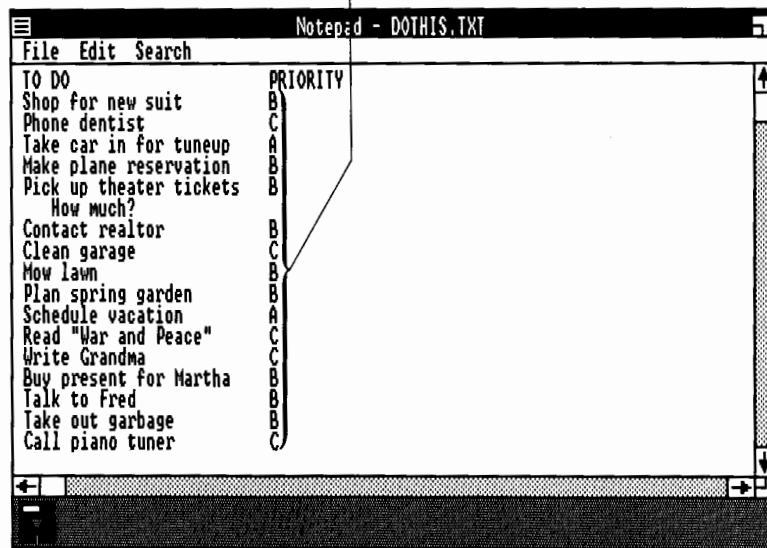 Notepad - DOTHIS.TXT
File Edit Search
TO DO PRIORITY
Shop for new suit B
Phone dentist C
Take car in for tuneup A
Make plane reservation B
Pick up theater tickets B
How much?
Contact realtor B
Clean garage C
Mow lawn B
Plan spring garden B
Schedule vacation A
Read "War and Peace" C
Write Grandma C
Buy present for Martha B
Talk to Fred B
Take out garbage B
Call piano tuner C